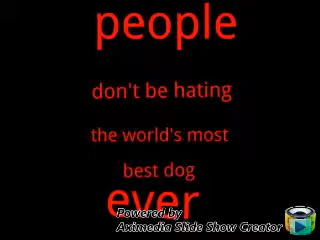 people
don't be hating
the world's most
best dog
ever
Powered by
Aximedia Slide Show Creator